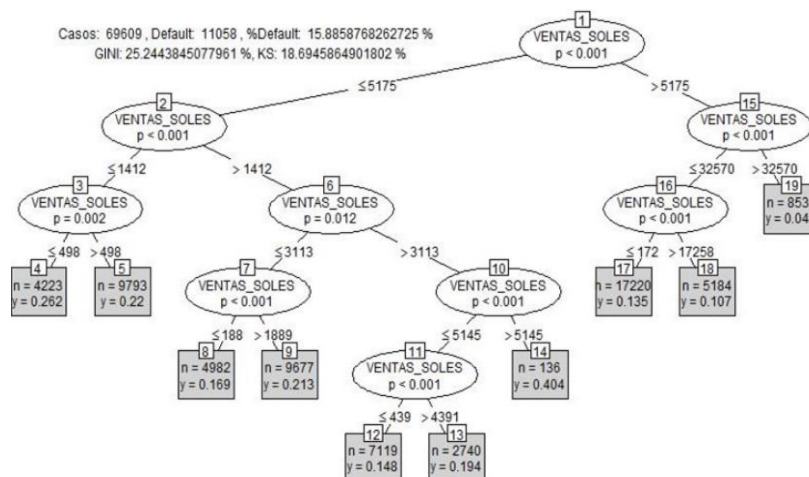 Casos: 69609 , Default: 11058 , %Default: 15.8858768262725 %
GINI: 25.2443845077961 %, KS: 18.6945864901802 %
1
VENTAS_SOLES
p < 0.001
≤5175
>5175
2
VENTAS_SOLES
p < 0.001
15
VENTAS_SOLES
p < 0.001
≤1412
>1412
≤32570
>32570
3
VENTAS_SOLES
p = 0.002
6
VENTAS_SOLES
p = 0.012
16
VENTAS_SOLES
p < 0.001
19
n = 853
y = 0.04
≤498
>498
≤3113
>3113
≤172
>17258
4
n = 4223
y = 0.262
5
n = 9793
y = 0.22
7
VENTAS_SOLES
p < 0.001
10
VENTAS_SOLES
p < 0.001
17
n = 17220
y = 0.135
18
n = 5184
y = 0.107
≤188
>1889
≤5145
>5145
8
n = 4982
y = 0.169
9
n = 9677
y = 0.213
11
VENTAS_SOLES
p < 0.001
14
n = 136
y = 0.404
≤439
>4391
12
n = 7119
y = 0.148
13
n = 2740
y = 0.194